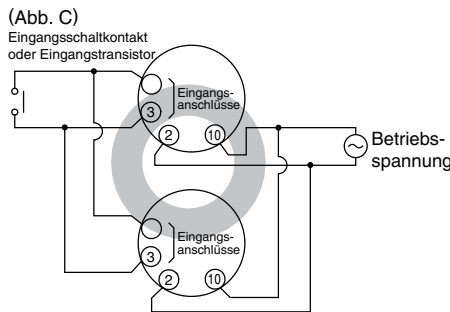 (Abb. C)
Eingangsschaltkontakt
oder Eingangstransistor
Eingangs-
anschlüsse
3
2
10
Betriebs-
spannung
Eingangs-
anschlüsse
3
2
10